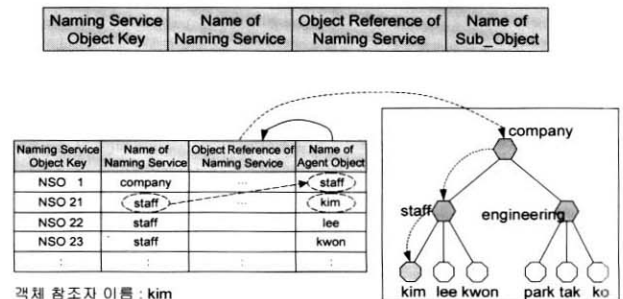 Naming Service Object Key | Name of Naming Service | Object Reference of Naming Service | Name of Sub_Object
Naming Service Object Key | Name of Naming Service | Object Reference of Naming Service | Name of Agent Object
NSO 1 | company | ... | staff
NSO 21 | staff | kim
NSO 22 | staff | lee
NSO 23 | staff | kwon
: | : | : | :
객체 참조자 이름 : kim
company
staff engineering
kim lee kwon park tak ko